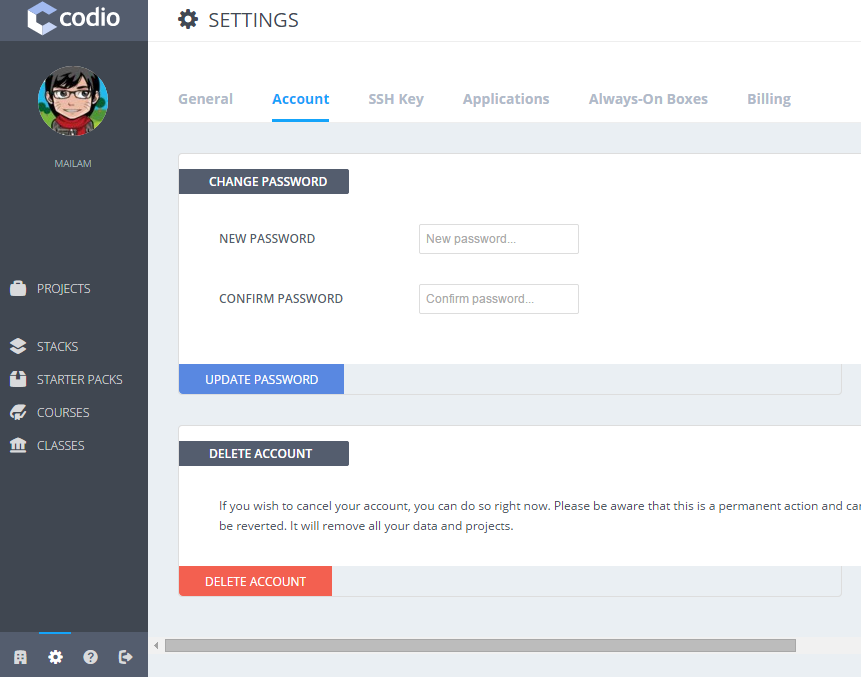 codio
SETTINGS
MAILAM
PROJECTS
STACKS
STARTER PACKS
COURSES
CLASSES
General
Account
SSH Key
Applications
Always-On Boxes
Billing
CHANGE PASSWORD
NEW PASSWORD
New password...
CONFIRM PASSWORD
Confirm password...
UPDATE PASSWORD
DELETE ACCOUNT
If you wish to cancel your account, you can do so right now. Please be aware that this is a permanent action and
be reverted. It will remove all your data and projects.
DELETE ACCOUNT